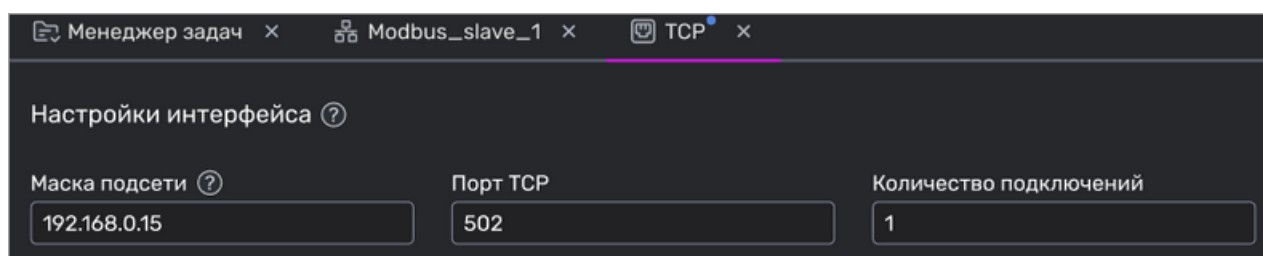 Менеджер задач × Modbus_slave_1 × TCP ×
Настройки интерфейса ?
Маска подсети ? Порт TCP Количество подключений
192.168.0.15 502 1